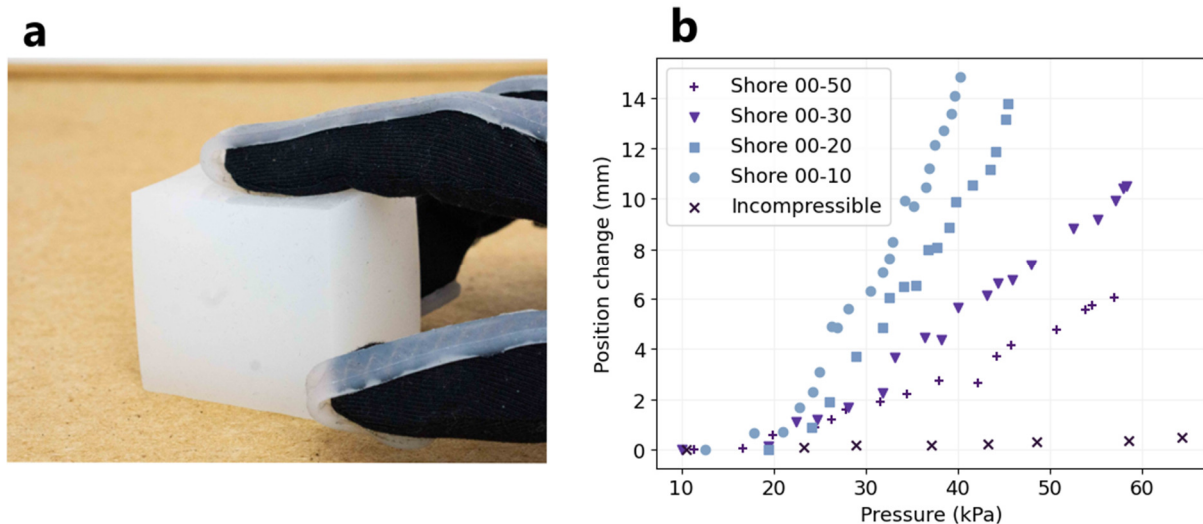 a
b
Shore 00-50
Shore 00-30
Shore 00-20
Shore 00-10
Incompressible
Position change (mm)
14
12
10
8
6
4
2
0
10 20 30 40 50 60
Pressure (kPa)